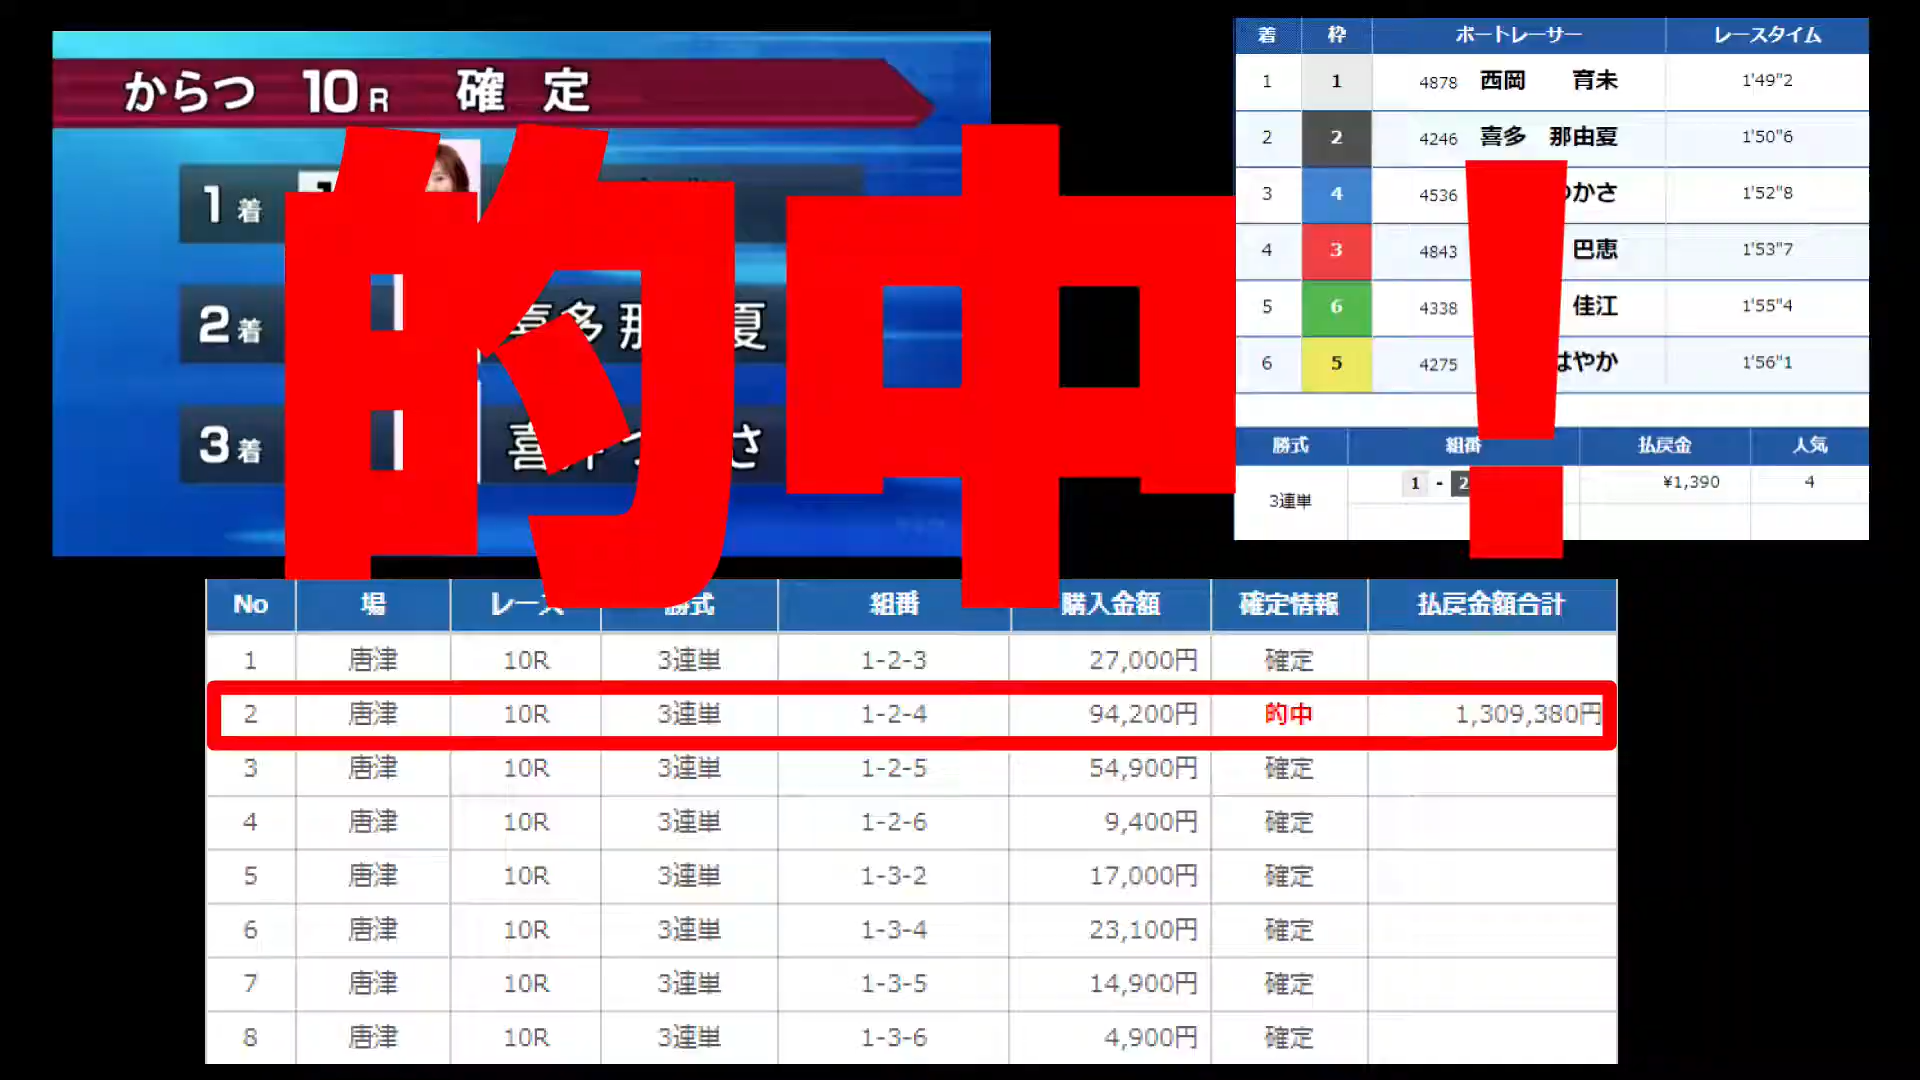 からつ 10R 確定
1着
2着 喜多 那 夏
3着 喜 さ
的中!
着 枠 ボートレーサー レースタイム
1 1 4878 西岡 育未 1'49"2
2 2 4246 喜多 那由夏 1'50"6
3 4 4536 かさ 1'52"8
4 3 4843 巴恵 1'53"7
5 6 4338 佳江 1'55"4
6 5 4275 はやか 1'56"1
勝式 組番 払戻金 人気
3連単 1 - 2 ¥1,390 4
No 場 レース 勝式 組番 購入金額 確定情報 払戻金額合計
1 唐津 10R 3連単 1-2-3 27,000円 確定
2 唐津 10R 3連単 1-2-4 94,200円 的中 1,309,380円
3 唐津 10R 3連単 1-2-5 54,900円 確定
4 唐津 10R 3連単 1-2-6 9,400円 確定
5 唐津 10R 3連単 1-3-2 17,000円 確定
6 唐津 10R 3連単 1-3-4 23,100円 確定
7 唐津 10R 3連単 1-3-5 14,900円 確定
8 唐津 10R 3連単 1-3-6 4,900円 確定